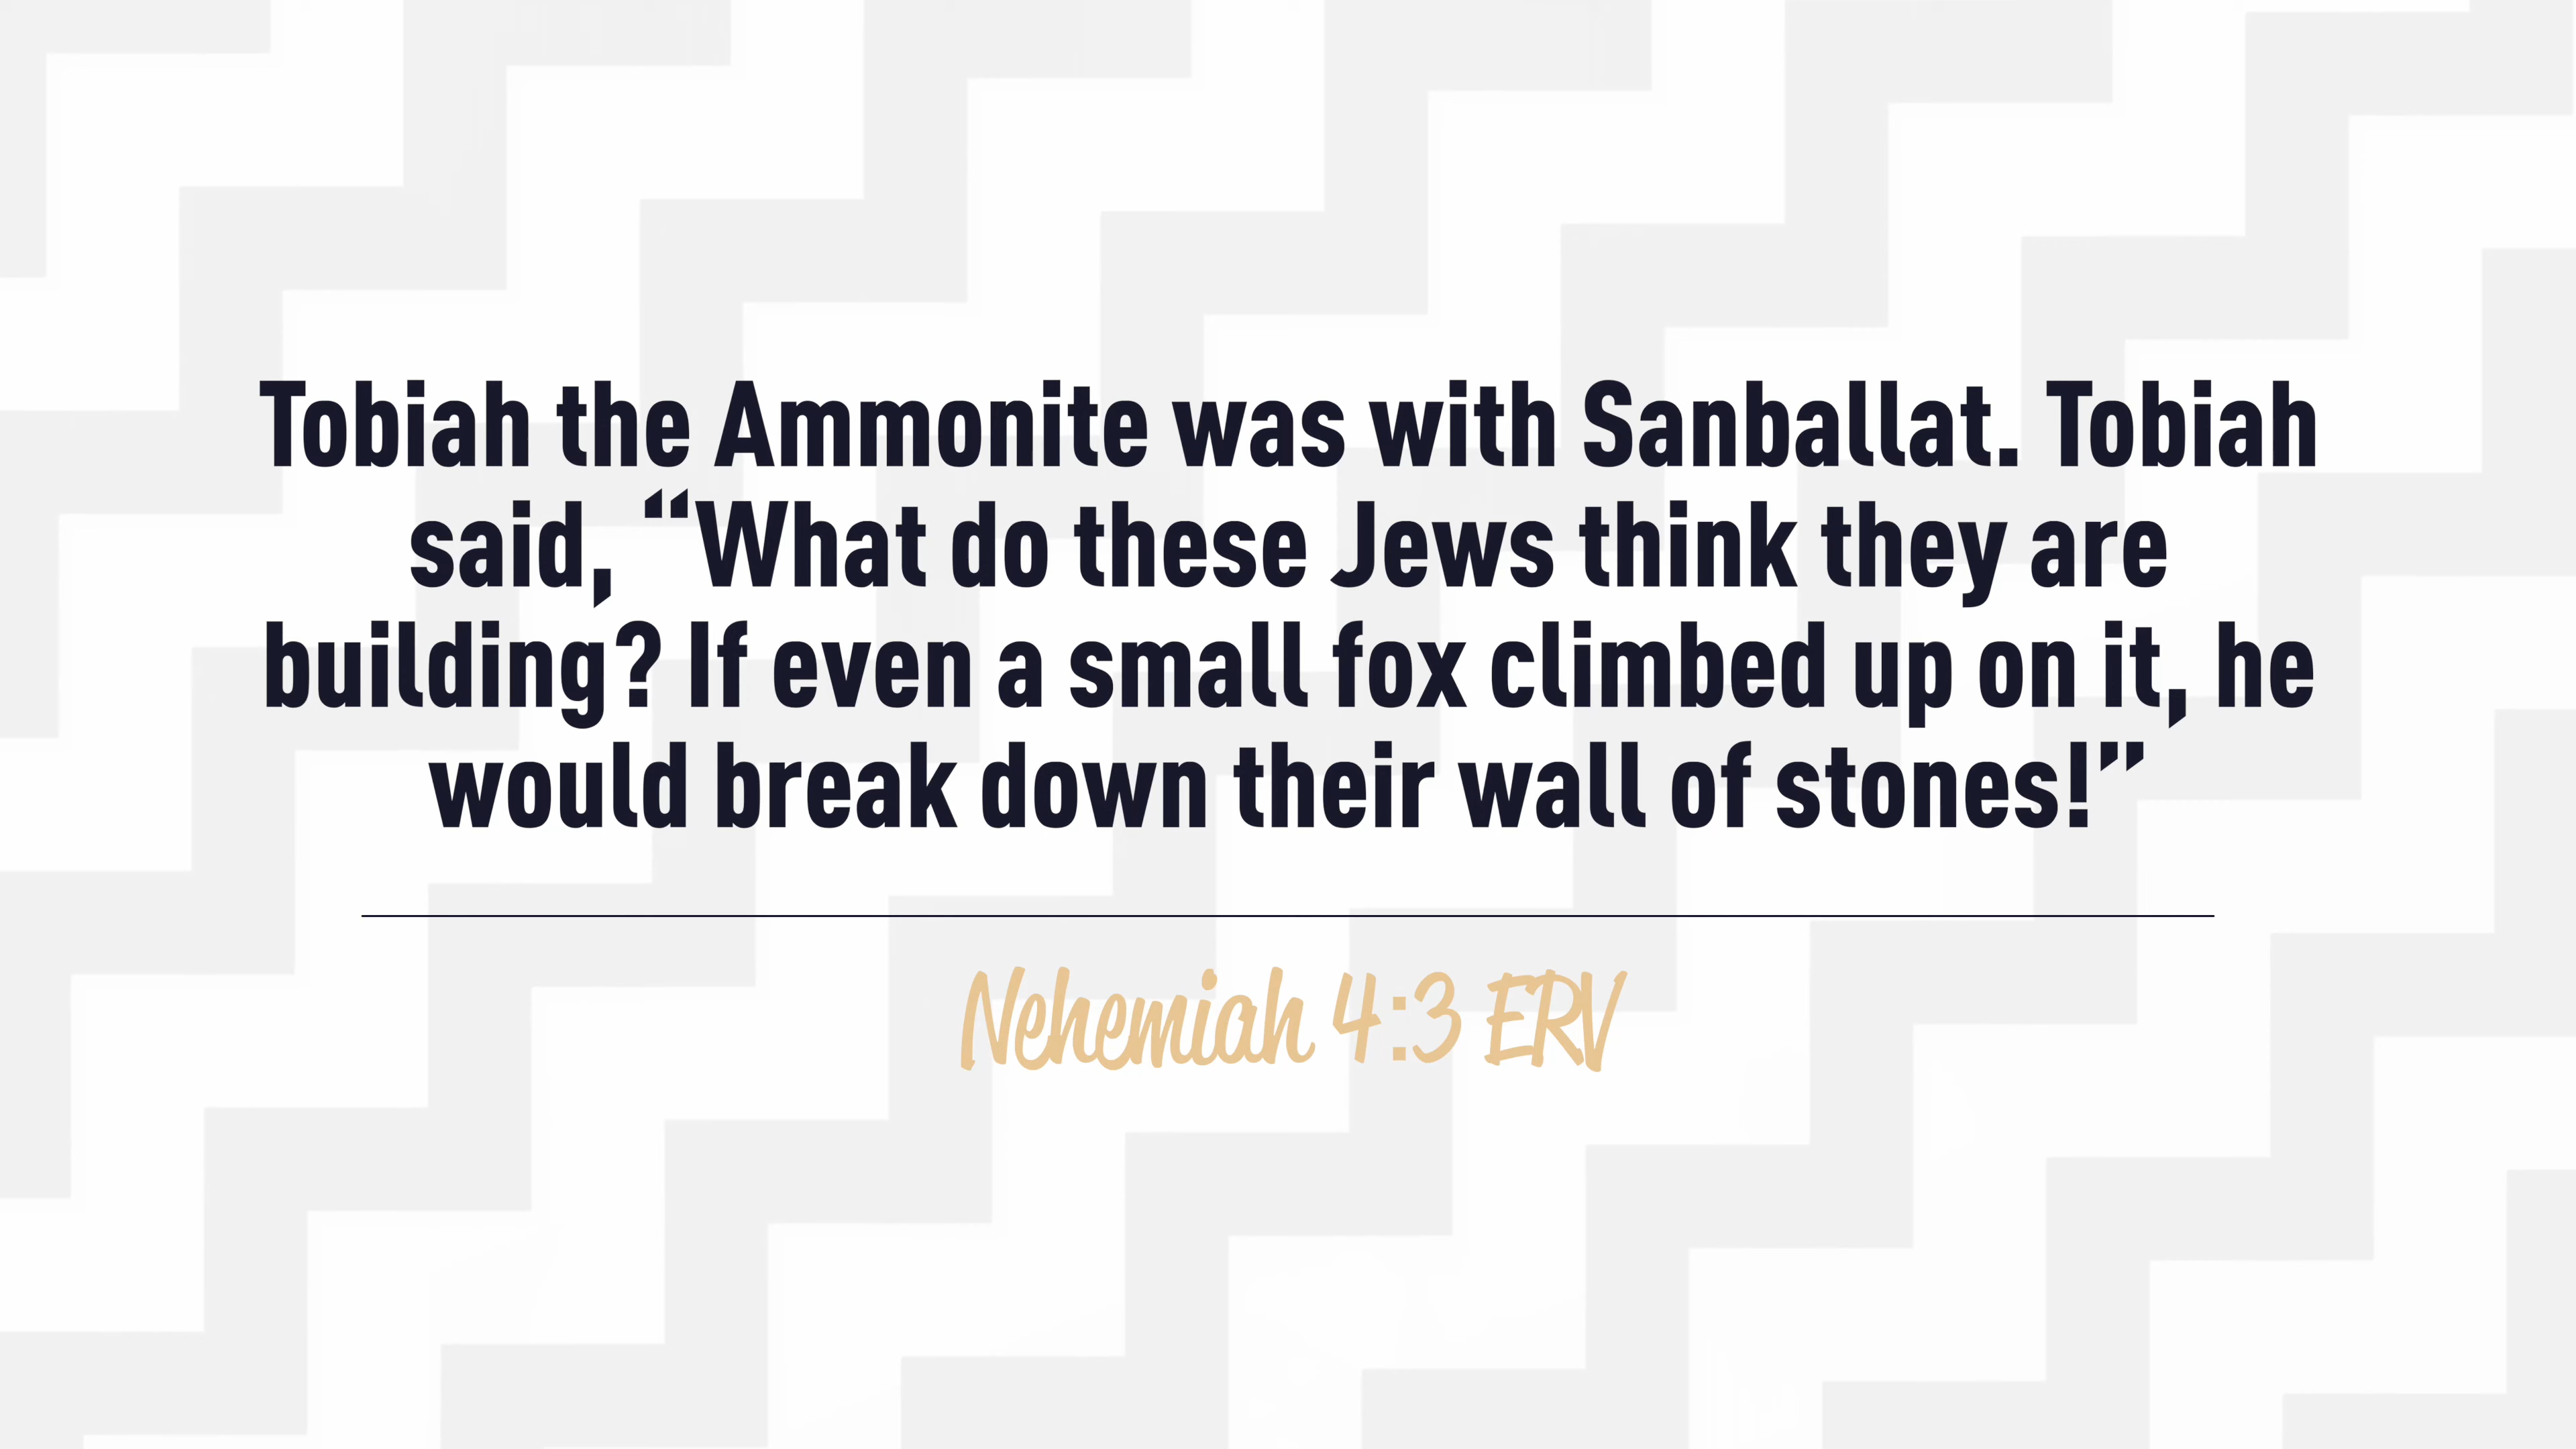 Tobiah the Ammonite was with Sanballat. Tobiah
said, “What do these Jews think they are
building? If even a small fox climbed up on it, he
would break down their wall of stones!”
Nehemiah 4:3 ERV